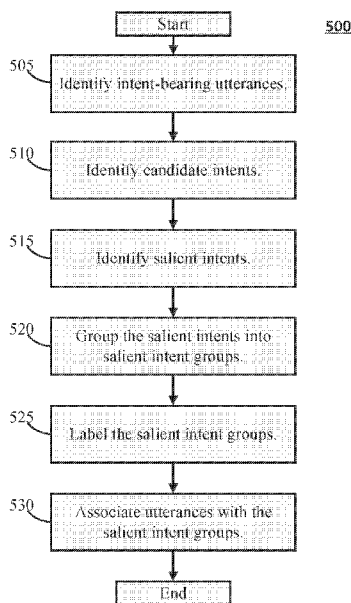 Start
500
505
Identify intent-bearing utterances.
510
Identify candidate intents.
515
Identify salient intents.
520
Group the salient intents into
salient intent groups.
525
Label the salient intent groups.
530
Associate utterances with the
salient intent groups.
End